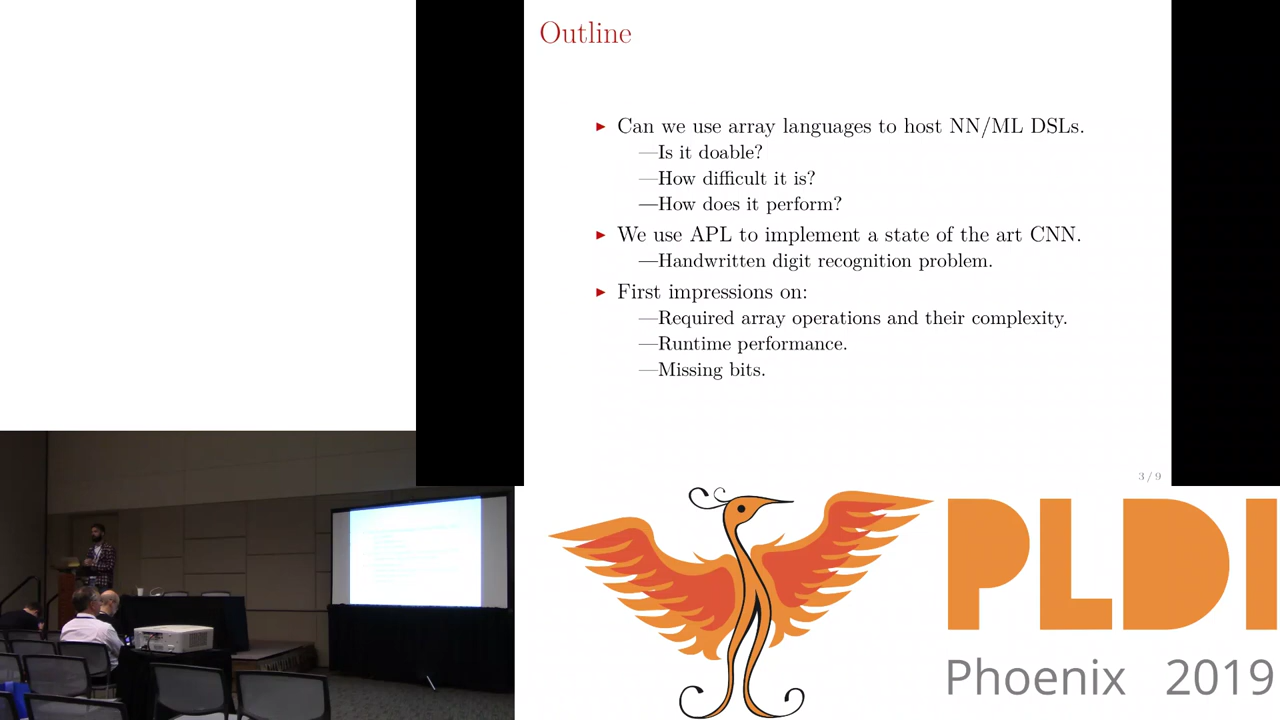 Outline
▶ Can we use array languages to host NN/ML DSLs.
—Is it doable?
—How difficult it is?
—How does it perform?
▶ We use APL to implement a state of the art CNN.
—Handwritten digit recognition problem.
▶ First impressions on:
—Required array operations and their complexity.
—Runtime performance.
—Missing bits.
3 / 9
PLDI
Phoenix 2019